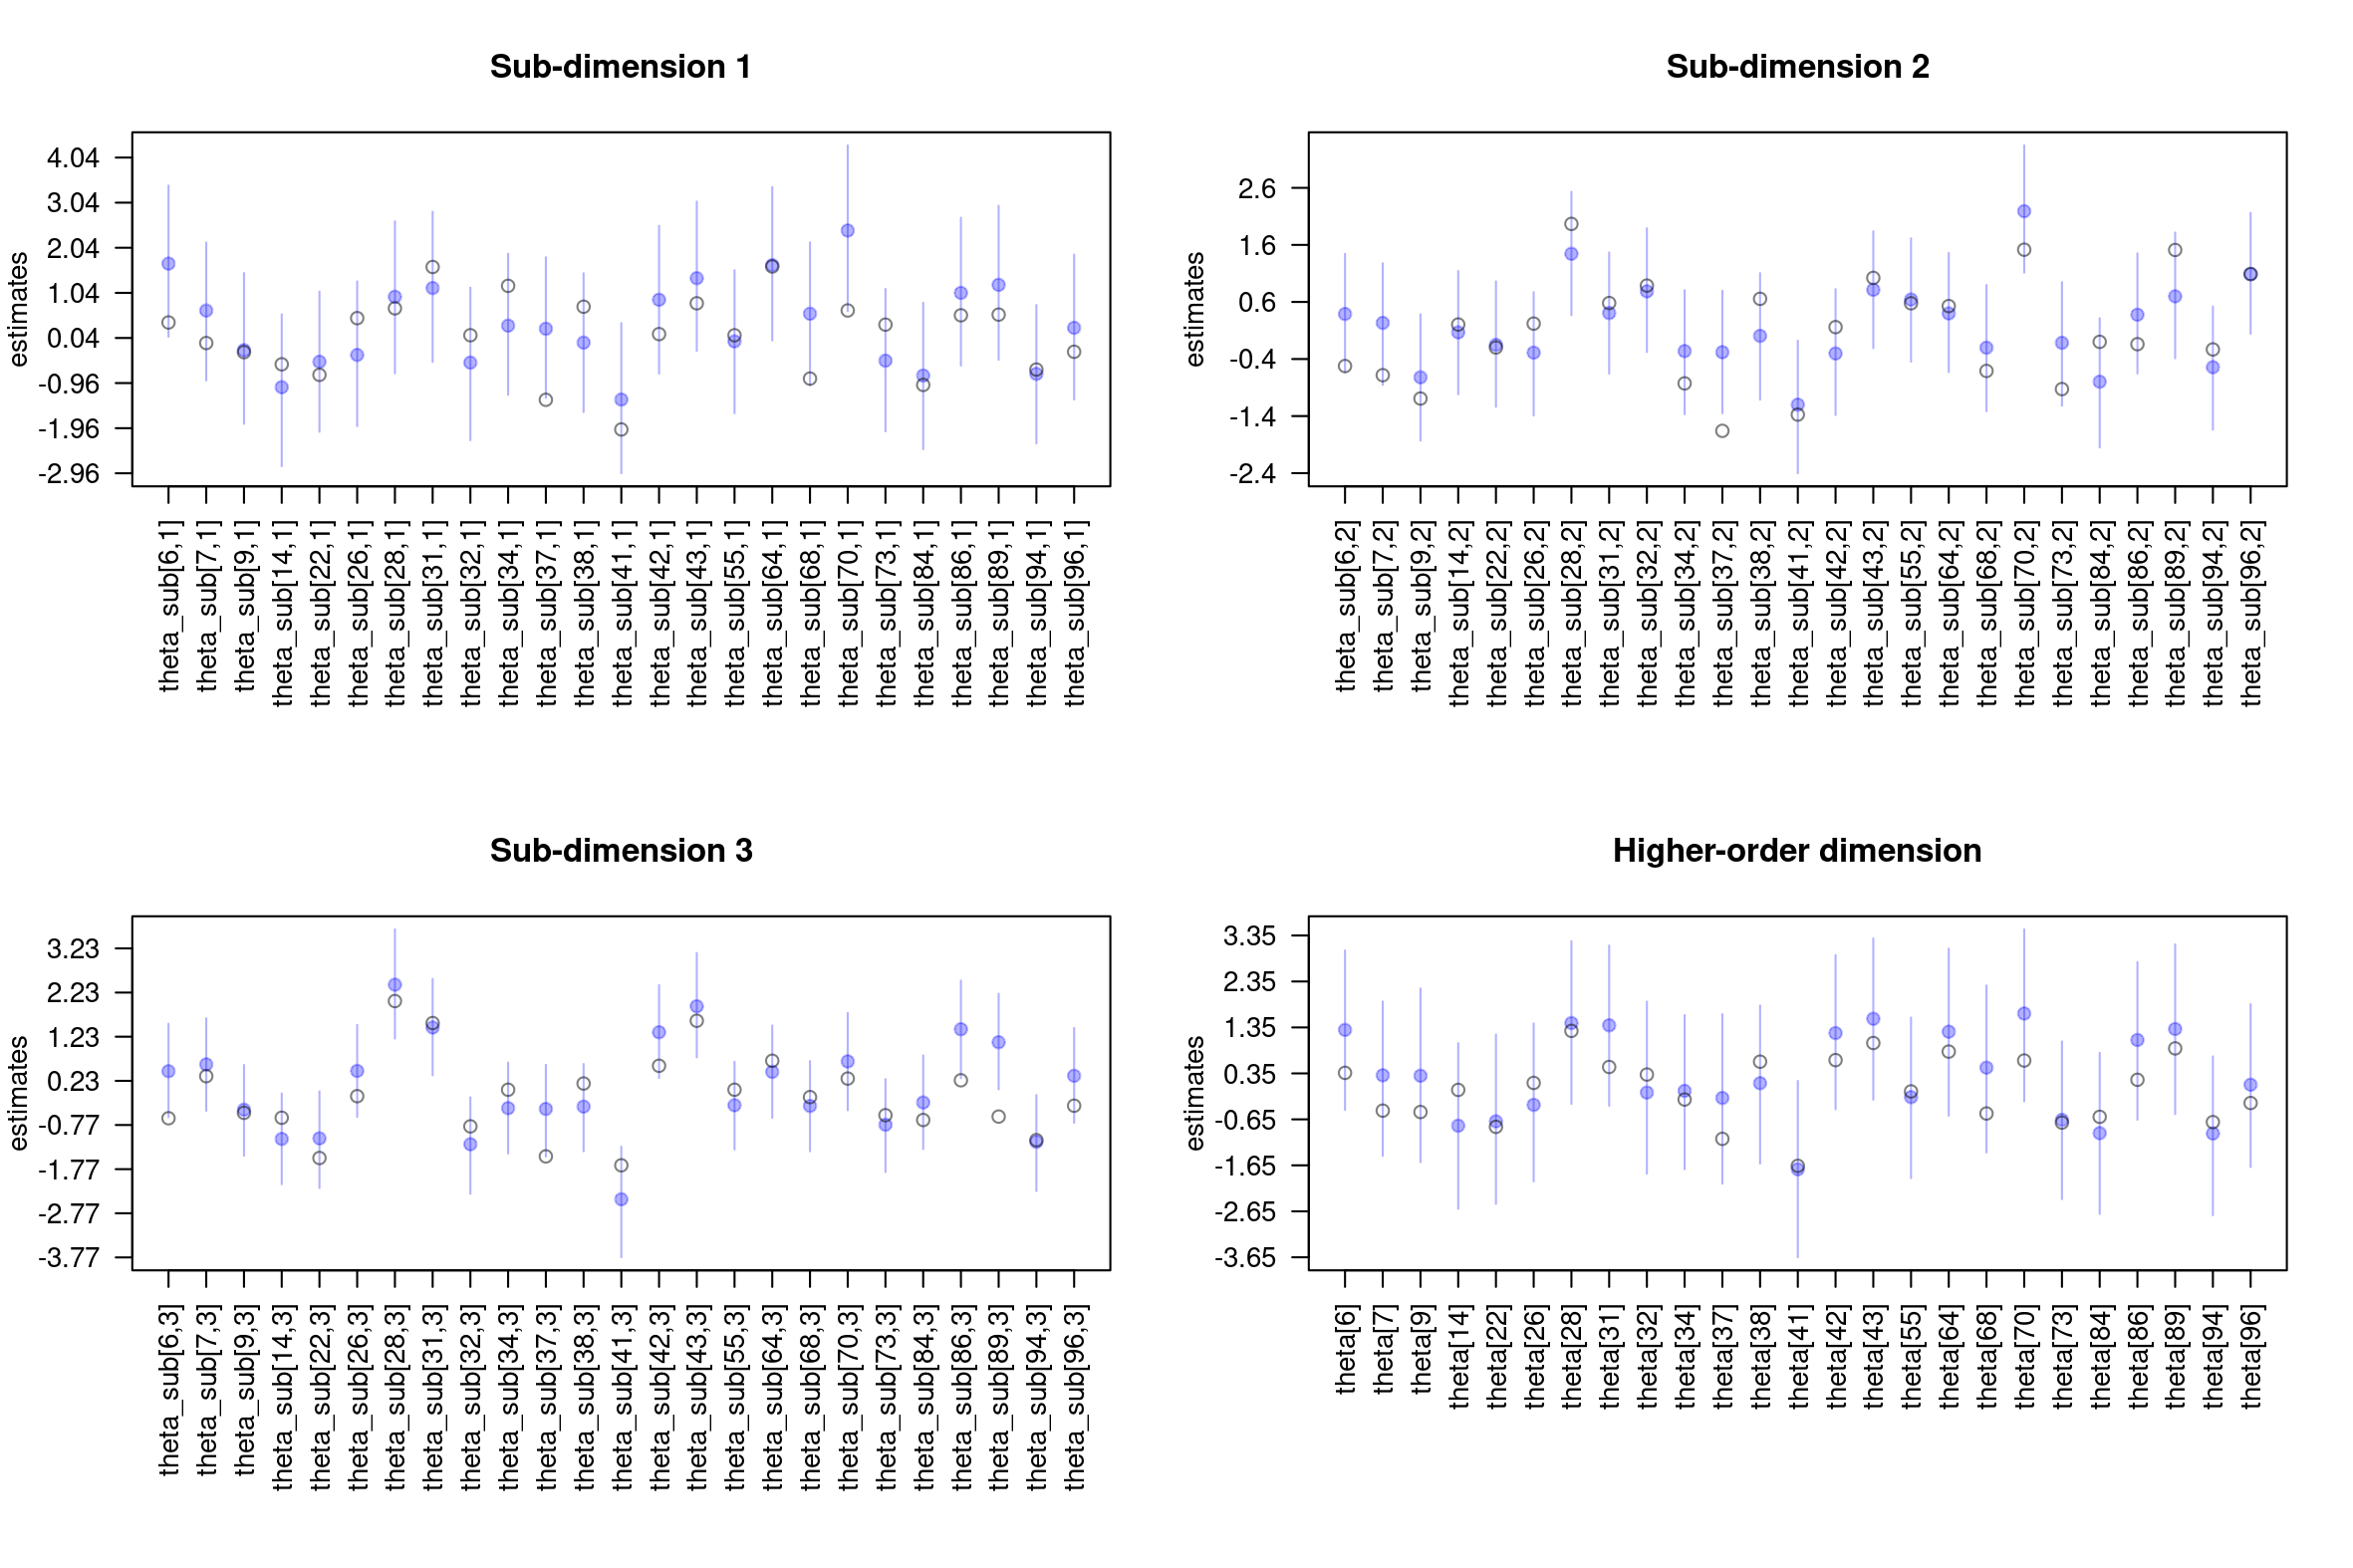 Sub-dimension 1
estimates
4.04
3.04
2.04
1.04
0.04
-0.96
-1.96
-2.96
theta_sub[6,1]
theta_sub[7,1]
theta_sub[9,1]
theta_sub[14,1]
theta_sub[22,1]
theta_sub[26,1]
theta_sub[28,1]
theta_sub[31,1]
theta_sub[32,1]
theta_sub[34,1]
theta_sub[37,1]
theta_sub[38,1]
theta_sub[41,1]
theta_sub[42,1]
theta_sub[43,1]
theta_sub[55,1]
theta_sub[64,1]
theta_sub[68,1]
theta_sub[70,1]
theta_sub[73,1]
theta_sub[84,1]
theta_sub[86,1]
theta_sub[89,1]
theta_sub[94,1]
theta_sub[96,1]
Sub-dimension 2
estimates
2.6
1.6
0.6
-0.4
-1.4
-2.4
theta_sub[6,2]
theta_sub[7,2]
theta_sub[9,2]
theta_sub[14,2]
theta_sub[22,2]
theta_sub[26,2]
theta_sub[28,2]
theta_sub[31,2]
theta_sub[32,2]
theta_sub[34,2]
theta_sub[37,2]
theta_sub[38,2]
theta_sub[41,2]
theta_sub[42,2]
theta_sub[43,2]
theta_sub[55,2]
theta_sub[64,2]
theta_sub[68,2]
theta_sub[70,2]
theta_sub[73,2]
theta_sub[84,2]
theta_sub[86,2]
theta_sub[89,2]
theta_sub[94,2]
theta_sub[96,2]
Sub-dimension 3
estimates
3.23
2.23
1.23
0.23
-0.77
-1.77
-2.77
-3.77
theta_sub[6,3]
theta_sub[7,3]
theta_sub[9,3]
theta_sub[14,3]
theta_sub[22,3]
theta_sub[26,3]
theta_sub[28,3]
theta_sub[31,3]
theta_sub[32,3]
theta_sub[34,3]
theta_sub[37,3]
theta_sub[38,3]
theta_sub[41,3]
theta_sub[42,3]
theta_sub[43,3]
theta_sub[55,3]
theta_sub[64,3]
theta_sub[68,3]
theta_sub[70,3]
theta_sub[73,3]
theta_sub[84,3]
theta_sub[86,3]
theta_sub[89,3]
theta_sub[94,3]
theta_sub[96,3]
Higher-order dimension
estimates
3.35
2.35
1.35
0.35
-0.65
-1.65
-2.65
-3.65
theta[6]
theta[7]
theta[9]
theta[14]
theta[22]
theta[26]
theta[28]
theta[31]
theta[32]
theta[34]
theta[37]
theta[38]
theta[41]
theta[42]
theta[43]
theta[55]
theta[64]
theta[68]
theta[70]
theta[73]
theta[84]
theta[86]
theta[89]
theta[94]
theta[96]